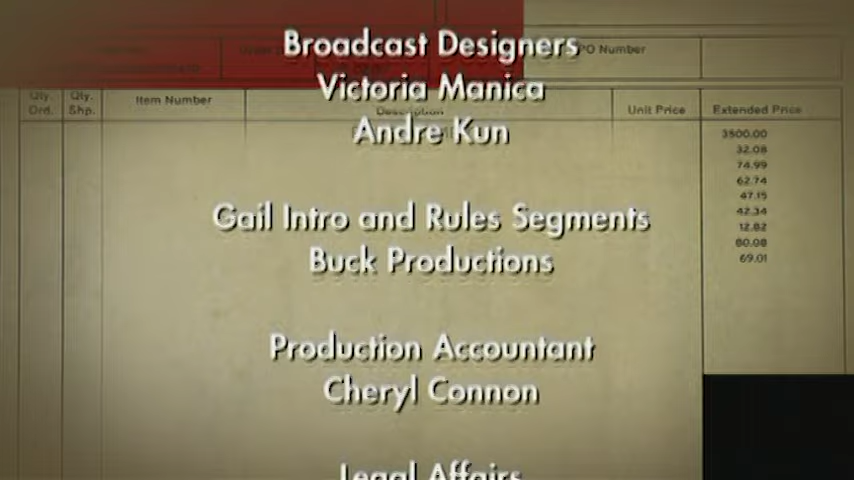 Broadcast Designers
PO Number
Victoria Manica
Qty. Ord.
Qty. Shp.
Item Number
Description
Unit Price
Extended Price
Andre Kun
3500.00
32.08
74.99
62.74
47.15
42.34
12.82
80.08
69.01
Gail Intro and Rules Segments
Buck Productions
Production Accountant
Cheryl Connon
Legal Affairs